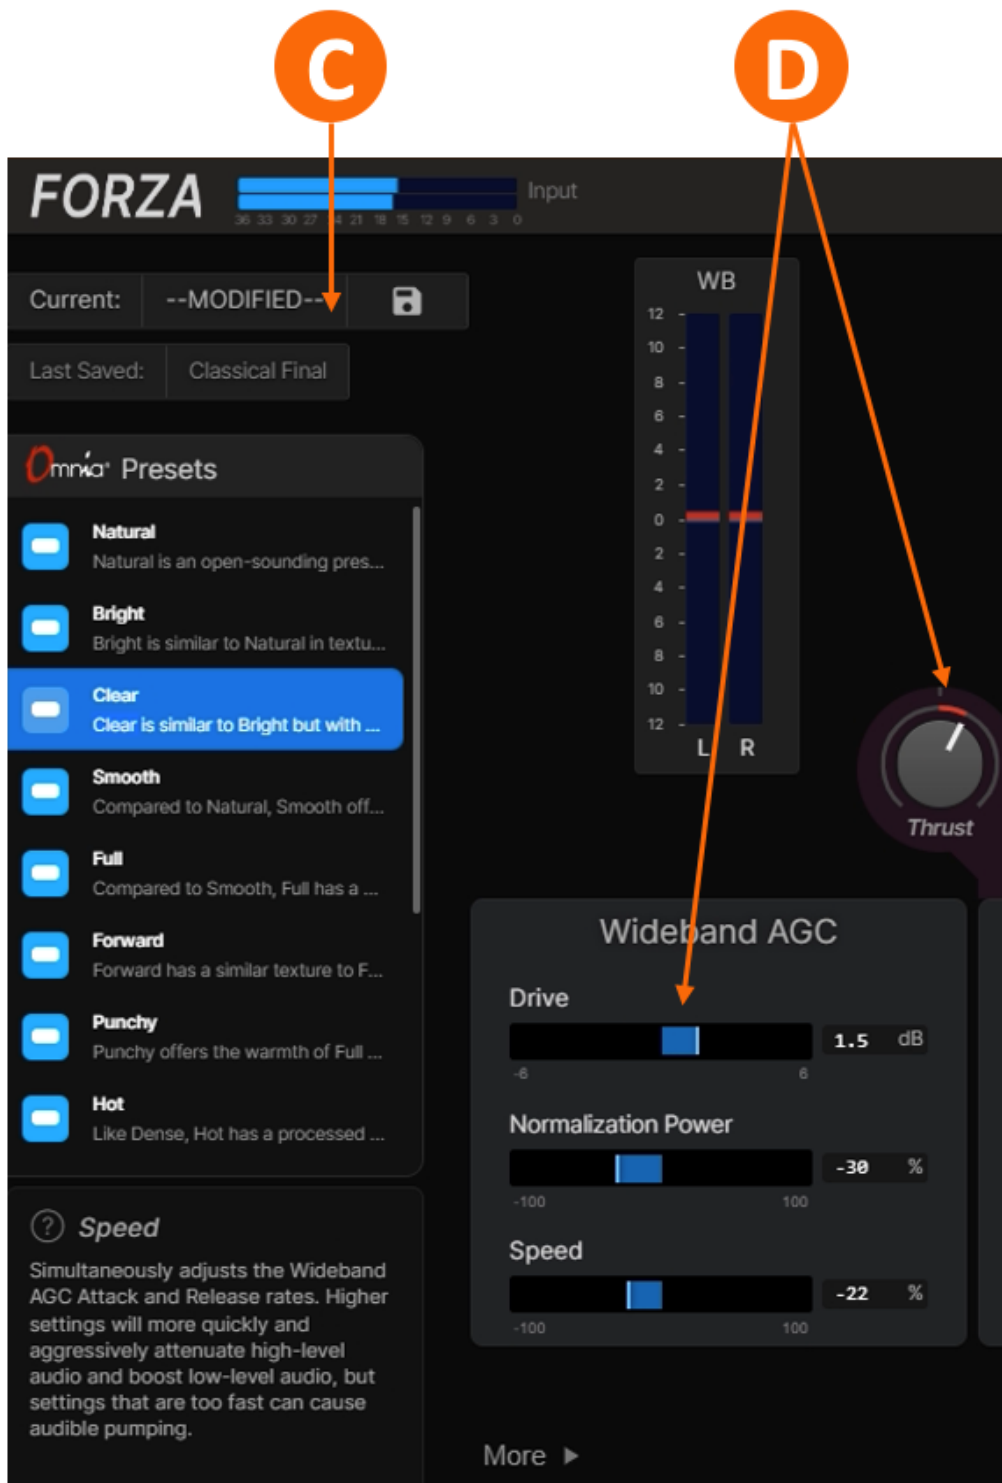 C
D
FORZA
Input
36 33 30 27 24 21 18 15 12 9 6 3 0
Current:
--MODIFIED--
Last Saved:
Classical Final
WB
12
10
8
6
4
2
0
2
4
6
8
10
12
L R
Omnia Presets
Natural
Natural is an open-sounding pres...
Bright
Bright is similar to Natural in textu...
Clear
Clear is similar to Bright but with ...
Smooth
Compared to Natural, Smooth off...
Full
Compared to Smooth, Full has a ...
Forward
Forward has a similar texture to F...
Punchy
Punchy offers the warmth of Full ...
Hot
Like Dense, Hot has a processed ...
Thrust
Wideband AGC
Drive
1.5 dB
-6 6
Normalization Power
-30 %
-100 100
Speed
-22 %
-100 100
? Speed
Simultaneously adjusts the Wideband
AGC Attack and Release rates. Higher
settings will more quickly and
aggressively attenuate high-level
audio and boost low-level audio, but
settings that are too fast can cause
audible pumping.
More